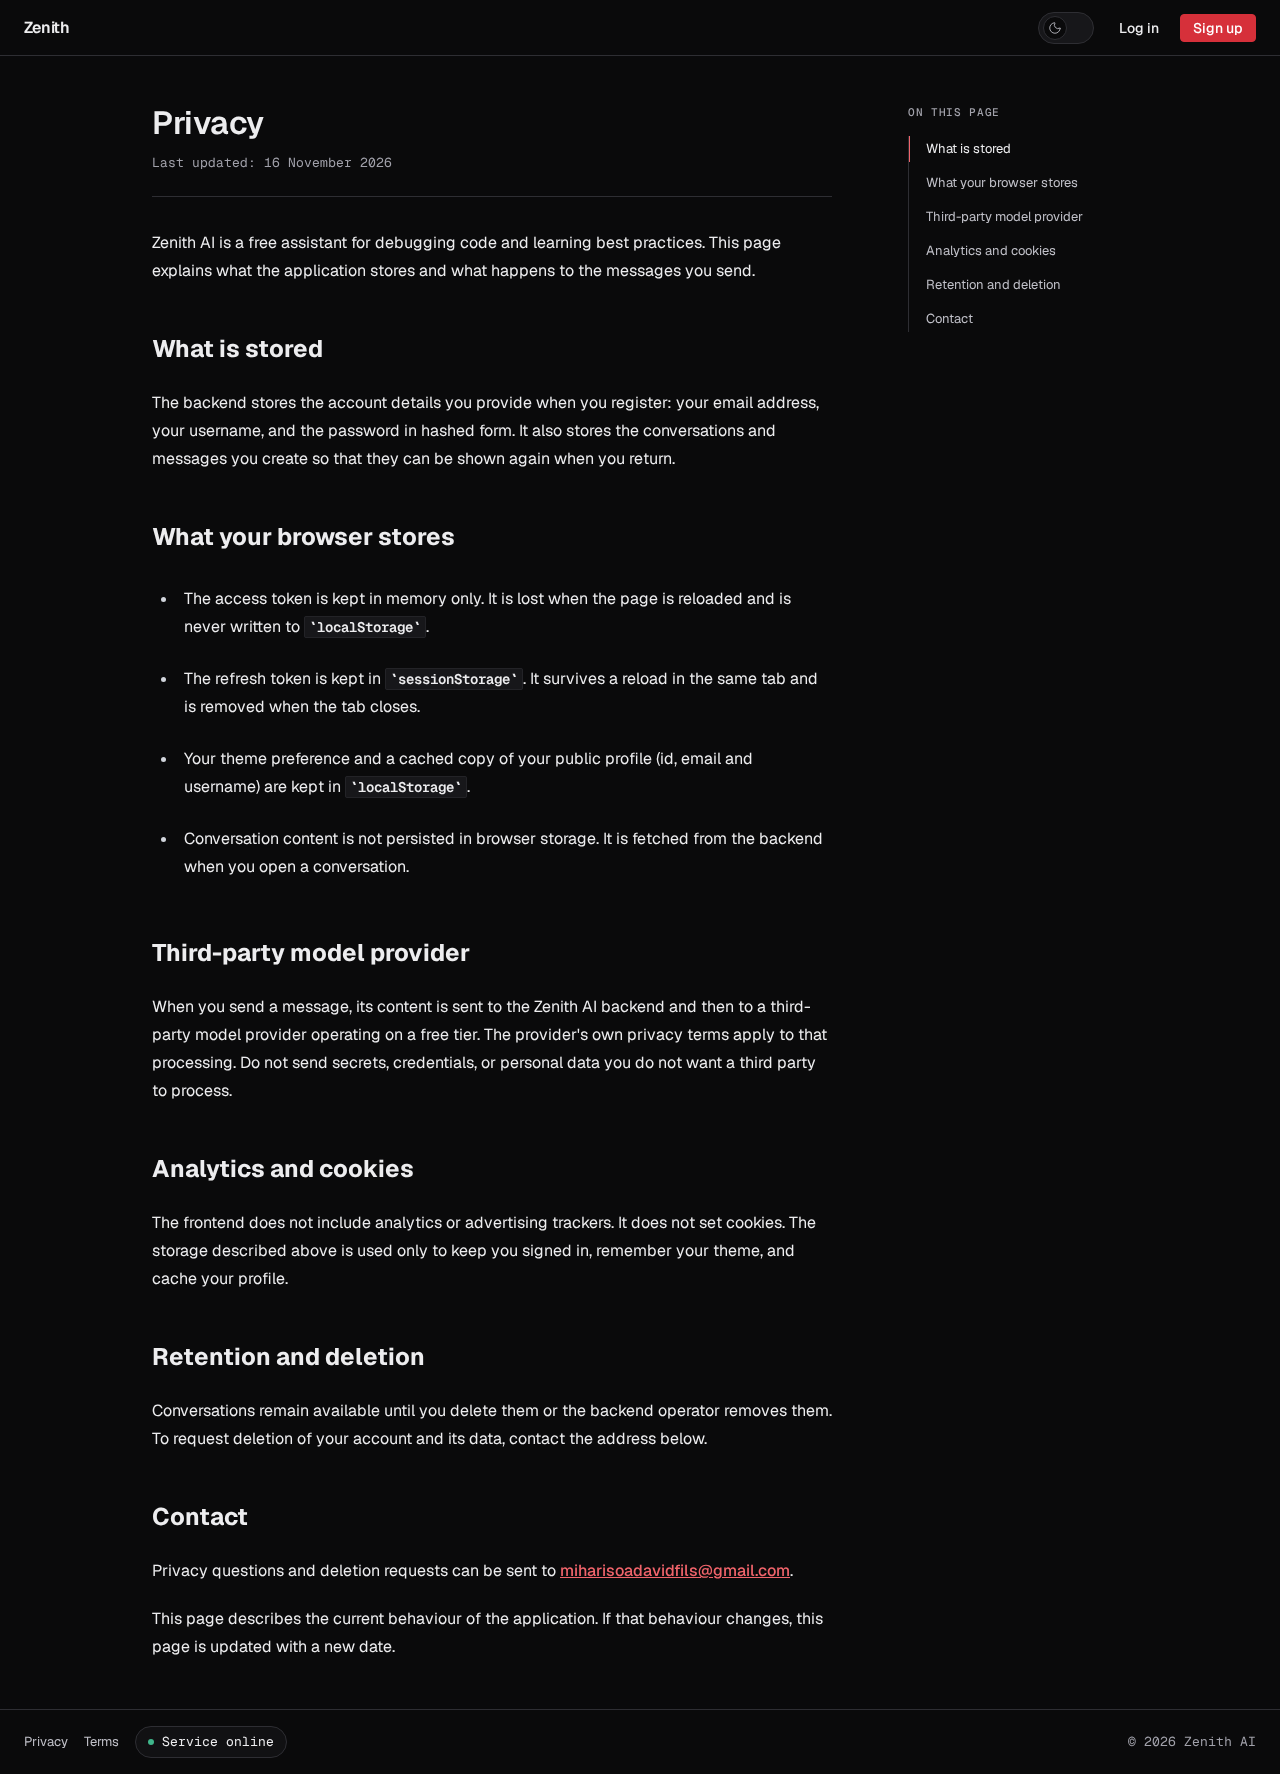 Zenith
Log in
Sign up
Privacy
Last updated: 16 November 2026
Zenith AI is a free assistant for debugging code and learning best practices. This page
explains what the application stores and what happens to the messages you send.
What is stored
The backend stores the account details you provide when you register: your email address,
your username, and the password in hashed form. It also stores the conversations and
messages you create so that they can be shown again when you return.
What your browser stores
• The access token is kept in memory only. It is lost when the page is reloaded and is
never written to `localStorage`.
• The refresh token is kept in `sessionStorage`. It survives a reload in the same tab and
is removed when the tab closes.
• Your theme preference and a cached copy of your public profile (id, email and
username) are kept in `localStorage`.
• Conversation content is not persisted in browser storage. It is fetched from the backend
when you open a conversation.
Third-party model provider
When you send a message, its content is sent to the Zenith AI backend and then to a third-
party model provider operating on a free tier. The provider's own privacy terms apply to that
processing. Do not send secrets, credentials, or personal data you do not want a third party
to process.
Analytics and cookies
The frontend does not include analytics or advertising trackers. It does not set cookies. The
storage described above is used only to keep you signed in, remember your theme, and
cache your profile.
Retention and deletion
Conversations remain available until you delete them or the backend operator removes them.
To request deletion of your account and its data, contact the address below.
Contact
Privacy questions and deletion requests can be sent to miharisoadavidfils@gmail.com.
This page describes the current behaviour of the application. If that behaviour changes, this
page is updated with a new date.
ON THIS PAGE
What is stored
What your browser stores
Third-party model provider
Analytics and cookies
Retention and deletion
Contact
Privacy
Terms
Service online
© 2026 Zenith AI